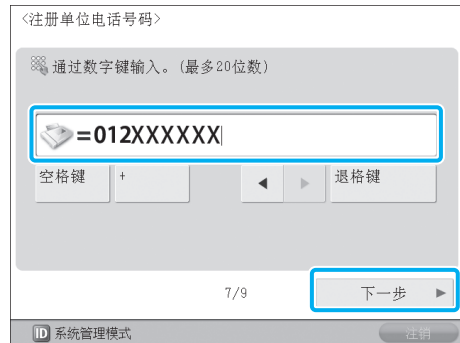 <注册单位电话号码>
通过数字键输入。(最多20位数)
=012XXXXXX
空格键 + ◀ ▶ 退格键
7/9 下一步 ▶
ID 系统管理模式 注销